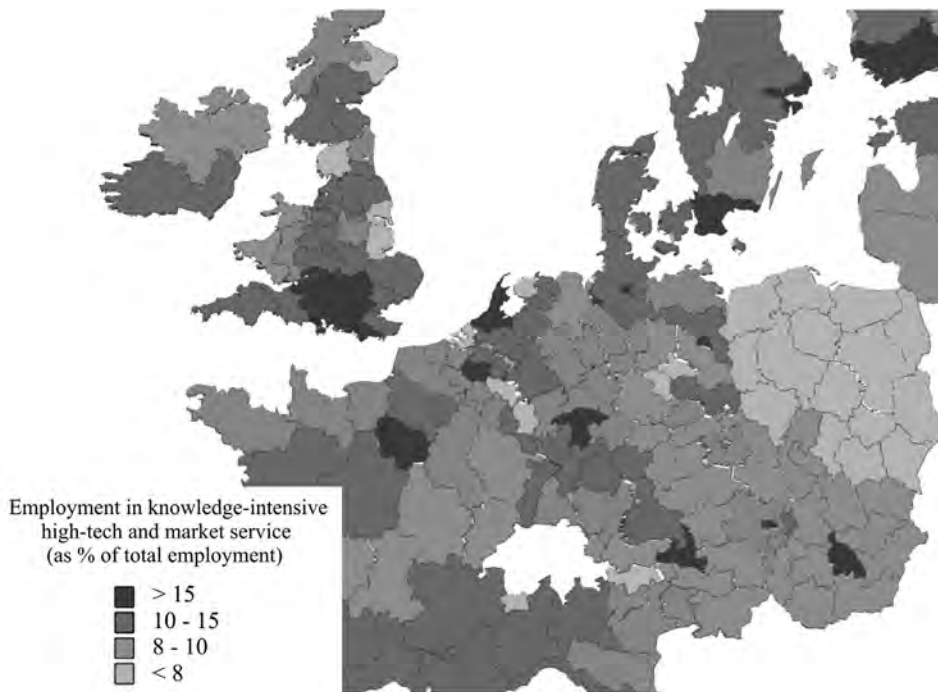 Employment in knowledge-intensive
high-tech and market service
(as % of total employment)
> 15
10 - 15
8 - 10
< 8